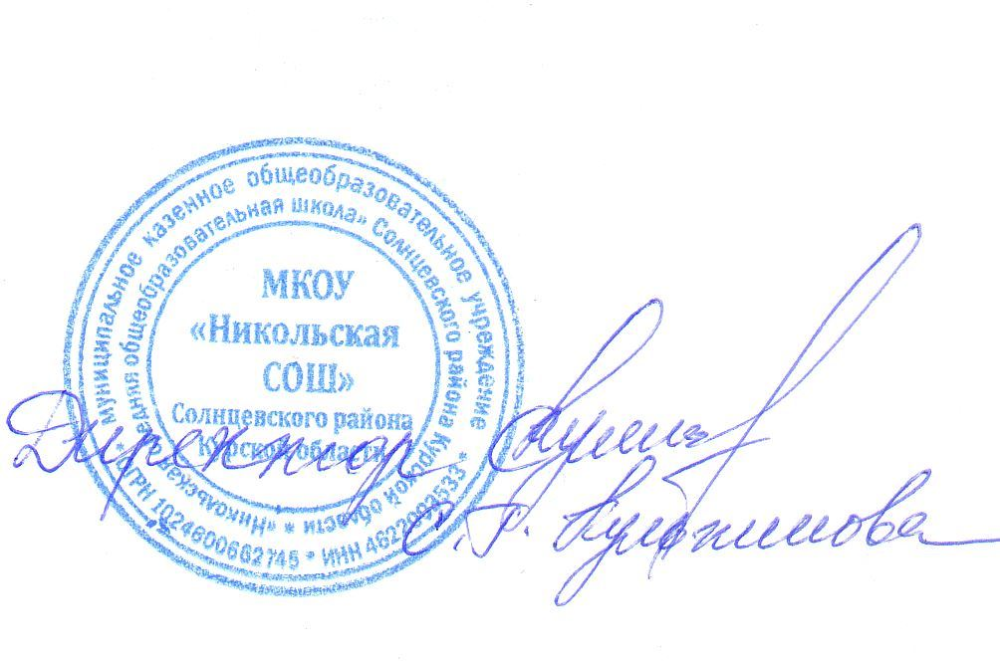 Муниципальное казенное общеобразовательное учреждение
* ОГРН 1024600662745 * ИНН 4622003533 *
«Никольская средняя общеобразовательная школа» Солнцевского района Курской области *
МКОУ
«Никольская
СОШ»
Солнцевского района
Курской области
Директор